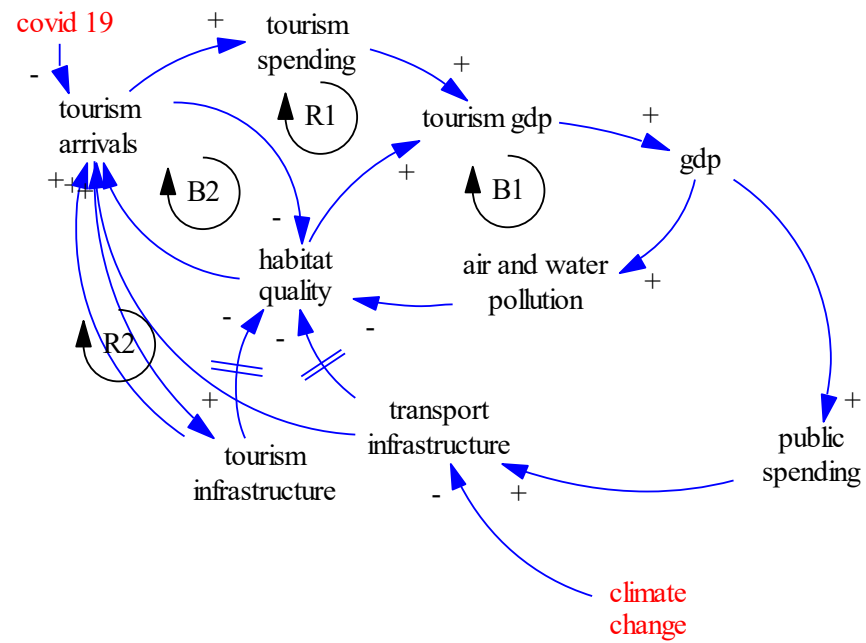 covid 19
-
+
tourism
spending
+
tourism
arrivals
R1
tourism gdp
+
gdp
+++
B2
+
B1
-
habitat
quality
air and water
pollution
+
-
-
-
R2
+
transport
infrastructure
+
public
spending
tourism
infrastructure
-
+
climate
change